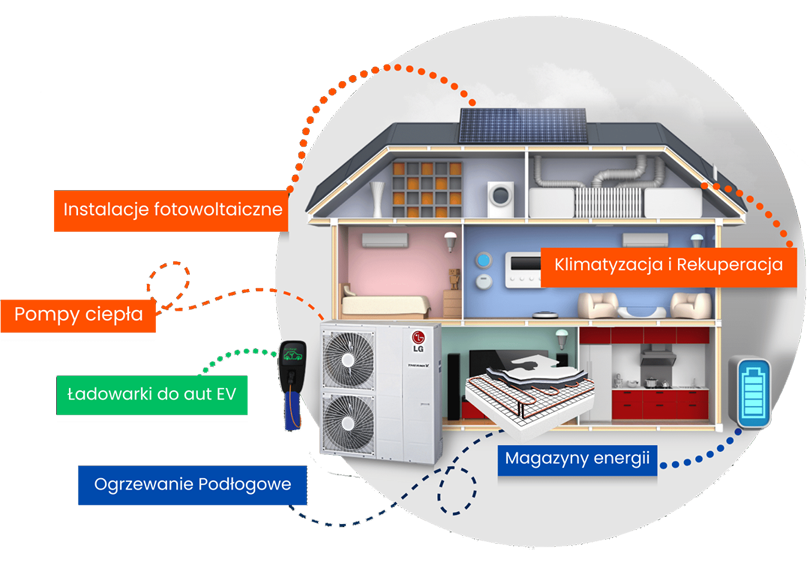 Instalacje fotowoltaiczne
Klimatyzacja i Rekuperacja
Pompy ciepła
LG
Ładowarki do aut EV
Magazyny energii
Ogrzewanie Podłogowe